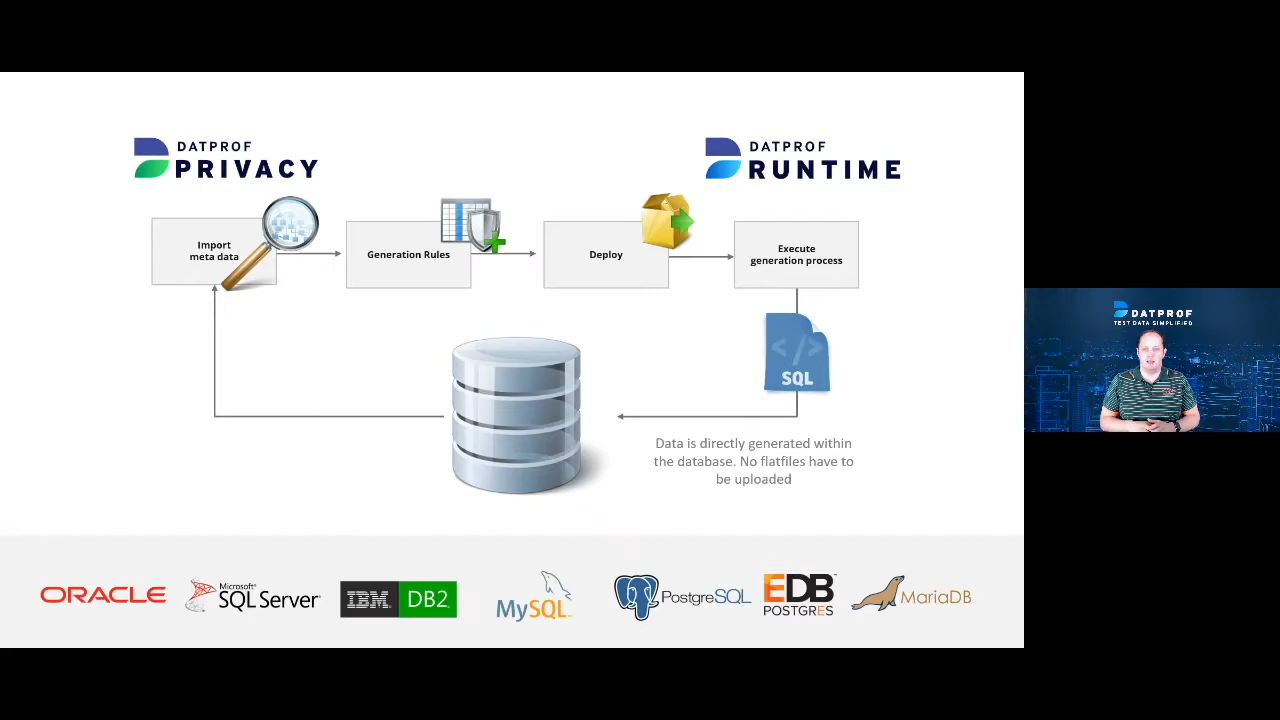 DATPROF
PRIVACY
DATPROF
RUNTIME
Import
meta data
Generation Rules
Deploy
Execute
generation process
</>
SQL
Data is directly generated within
the database. No flatfiles have to
be uploaded
ORACLE
Microsoft®
SQL Server®
IBM DB2.
MySQL™
PostgreSQL
EDB™
POSTGRES
MariaDB
DATPROF
TEST DATA SIMPLIFIED